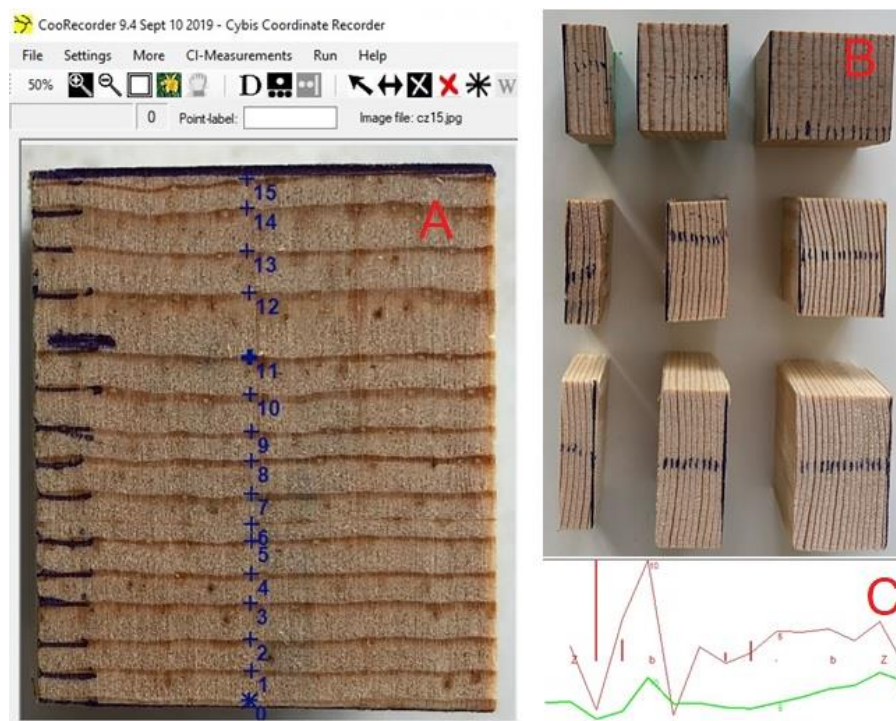 CooRecorder 9.4 Sept 10 2019 - Cybis Coordinate Recorder
File Settings More CI-Measurements Run Help
50% D W
0 Point-label: Image file: cz15.jpg
A
15
14
13
12
11
10
9
8
7
6
5
4
3
2
1
0
B
C
10
5
Z b - b Z